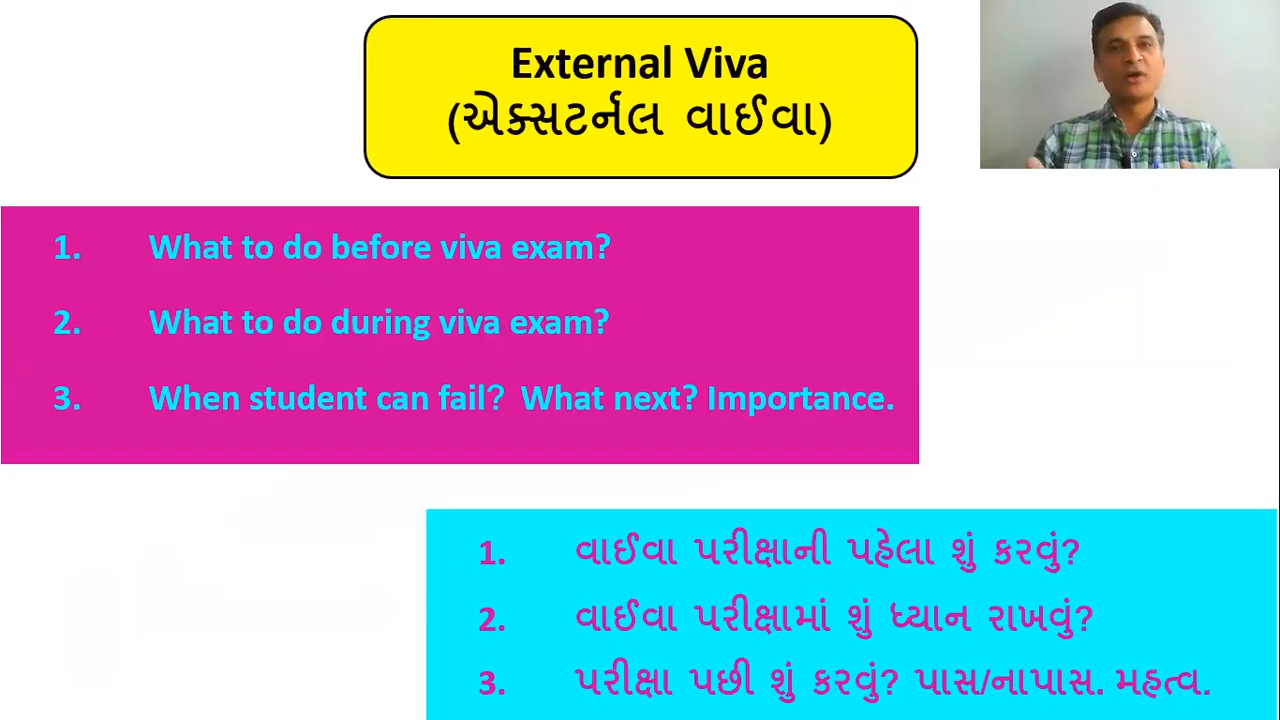 External Viva
(એક્સટર્નલ વાઈવા)
1. What to do before viva exam?
2. What to do during viva exam?
3. When student can fail? What next? Importance.
1. વાઈવા પરીક્ષાની પહેલા શું કરવું?
2. વાઈવા પરીક્ષામાં શું ધ્યાન રાખવું?
3. પરીક્ષા પછી શું કરવું? પાસ/નાપાસ. મહત્વ.